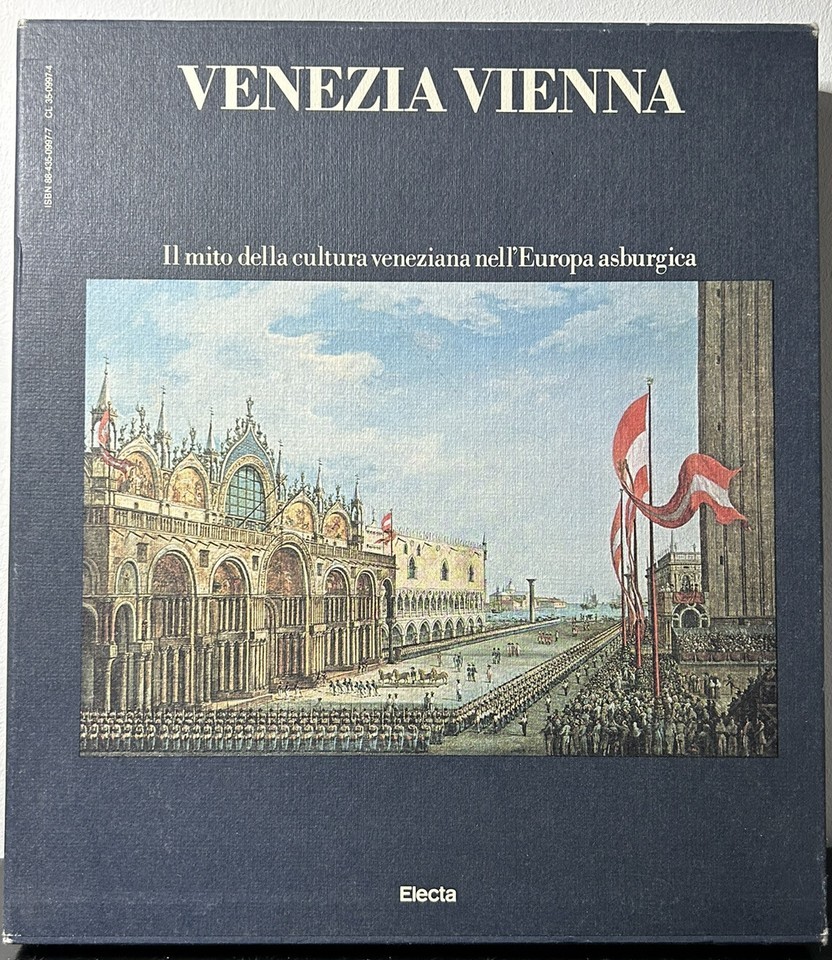 VENEZIA VIENNA
ISBN 88-435-0997-7 CL 35-0997-4
Il mito della cultura veneziana nell'Europa asburgica
Electa